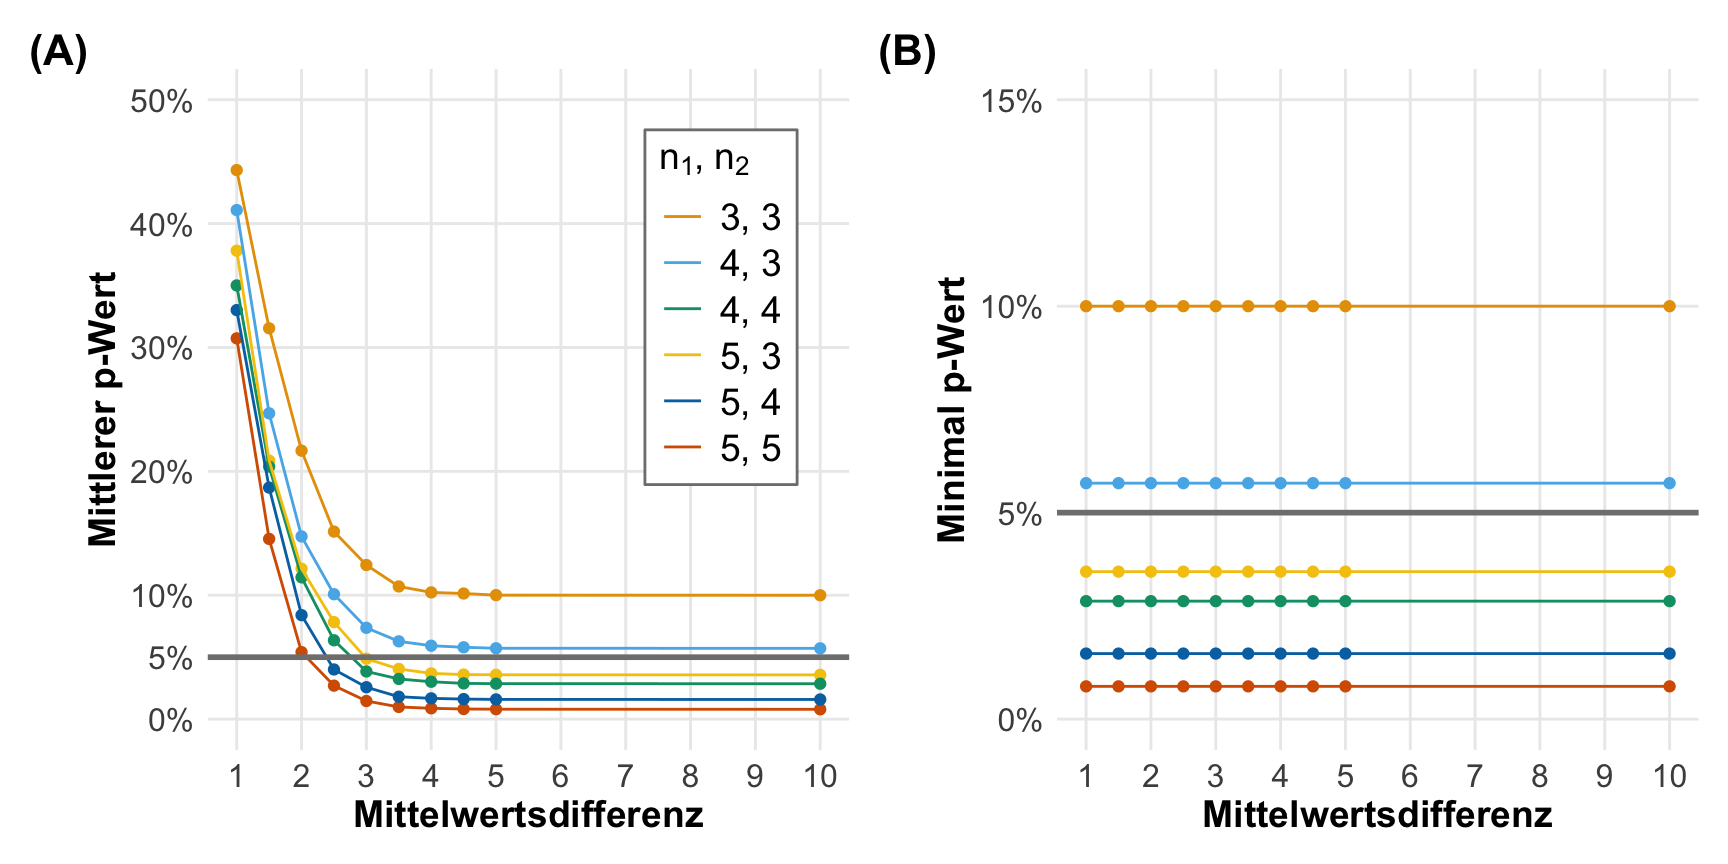 (A)
50%
40%
30%
20%
10%
5%
0%
Mittlerer p-Wert
n1, n2
3, 3
4, 3
4, 4
5, 3
5, 4
5, 5
1 2 3 4 5 6 7 8 9 10
Mittelwertsdifferenz
(B)
15%
10%
5%
0%
Minimal p-Wert
1 2 3 4 5 6 7 8 9 10
Mittelwertsdifferenz